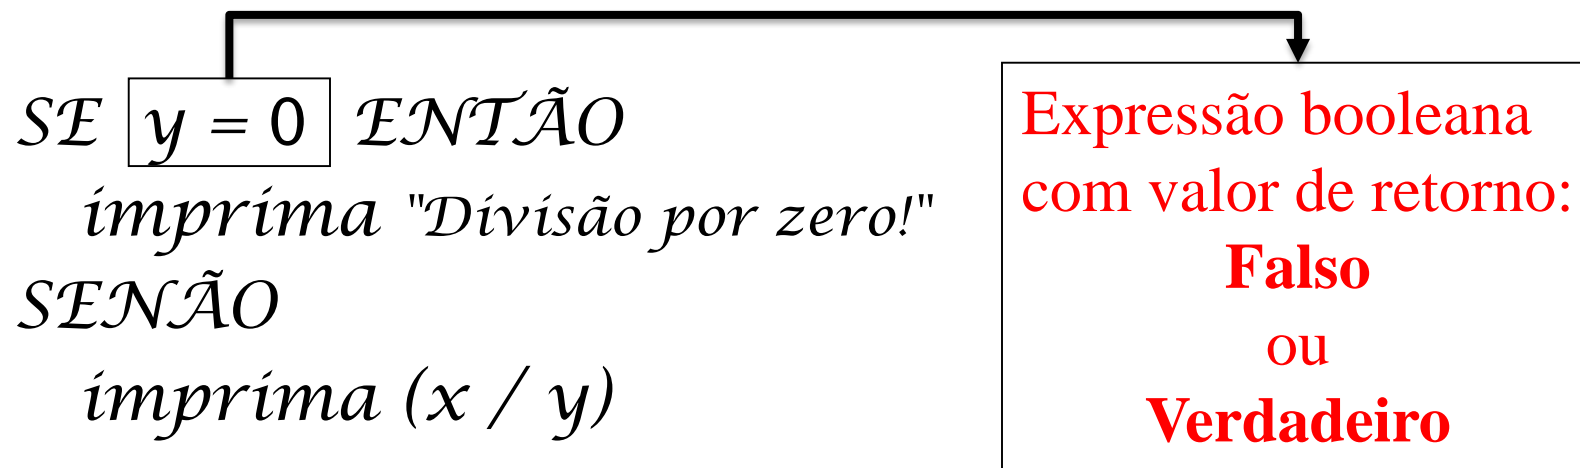 SE y = 0 ENTÃO
imprima "Divisão por zero!"
SENÃO
imprima (x / y)
Expressão booleana
com valor de retorno:
Falso
ou
Verdadeiro